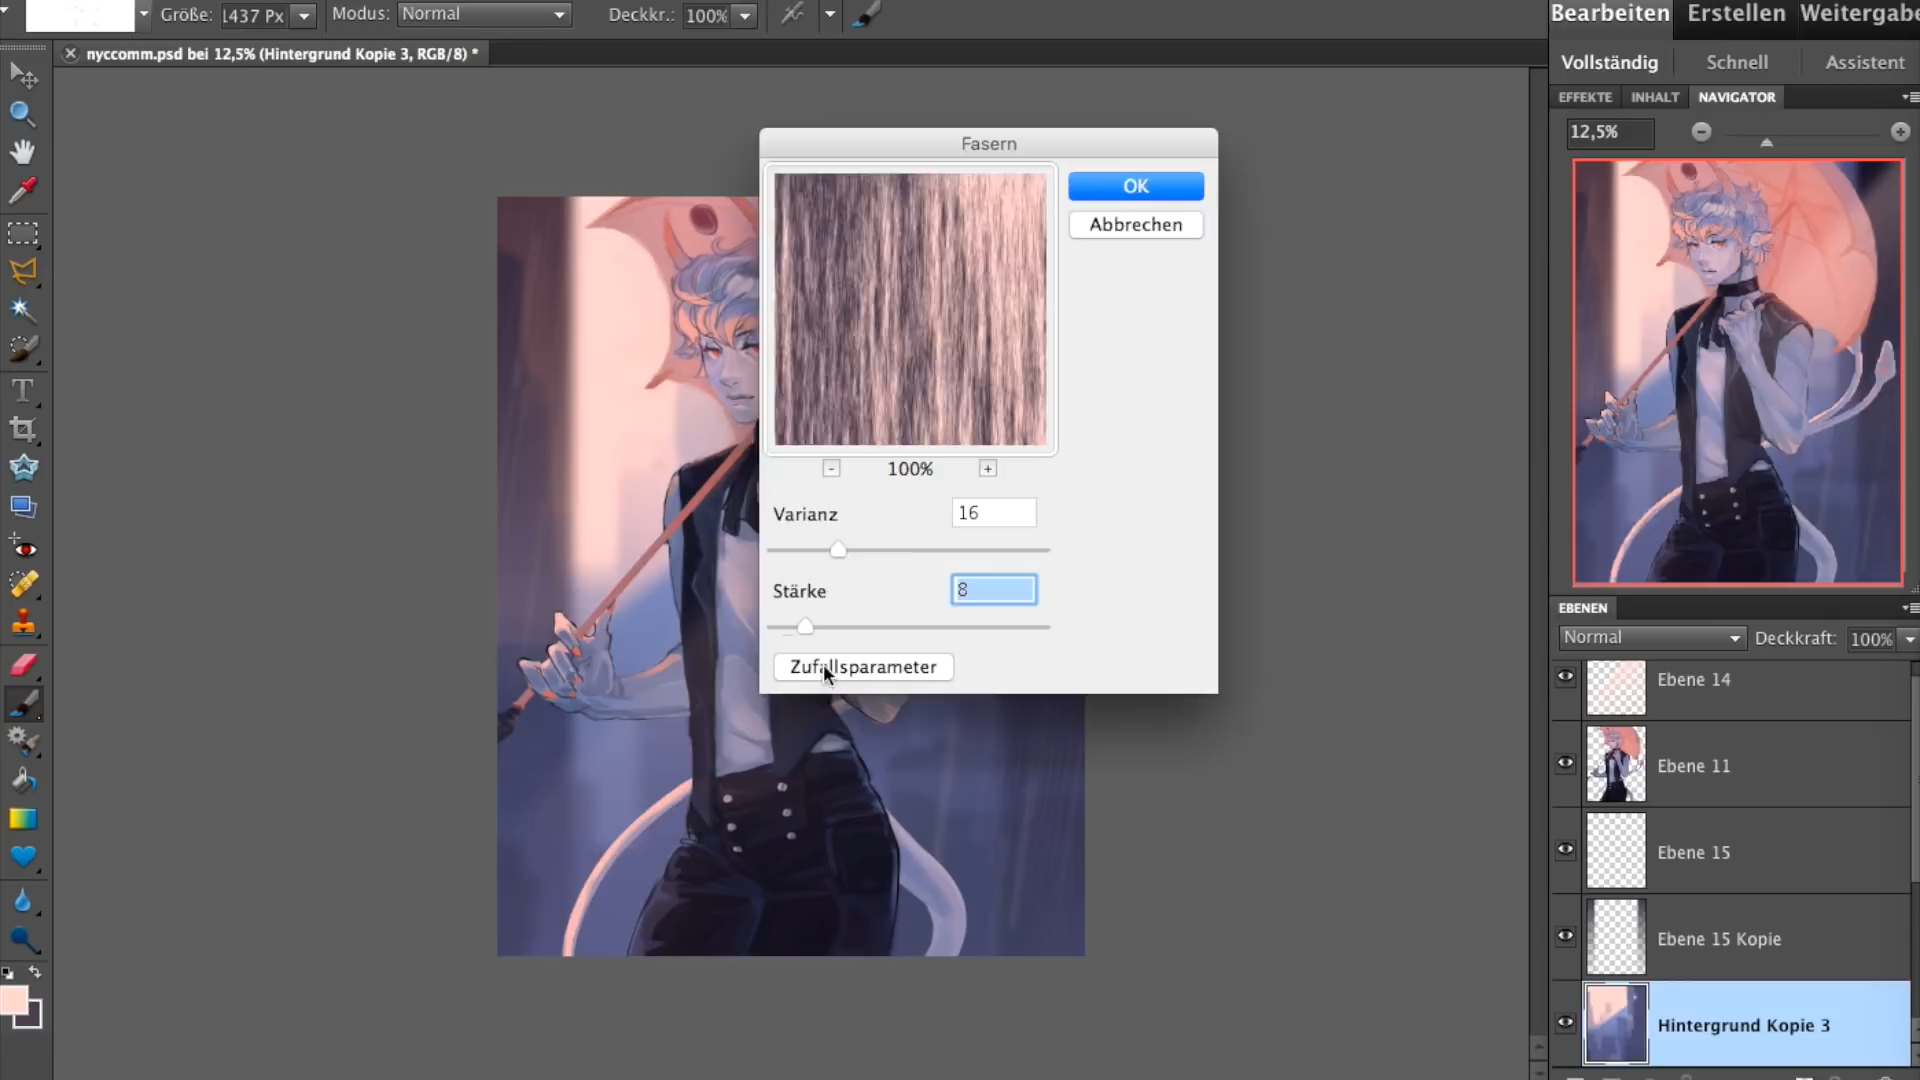 Größe: 1437 Px Modus: Normal Deckkr.: 100%
Bearbeiten Erstellen Weitergabe
nyccomm.psd bei 12,5% (Hintergrund Kopie 3, RGB/8) *
Vollständig Schnell Assistent
EFFEKTE INHALT NAVIGATOR
12,5%
Fasern
OK
Abbrechen
- 100% +
Varianz 16
Stärke 8
Zufallsparameter
EBENEN
Normal Deckkraft: 100%
Ebene 14
Ebene 11
Ebene 15
Ebene 15 Kopie
Hintergrund Kopie 3